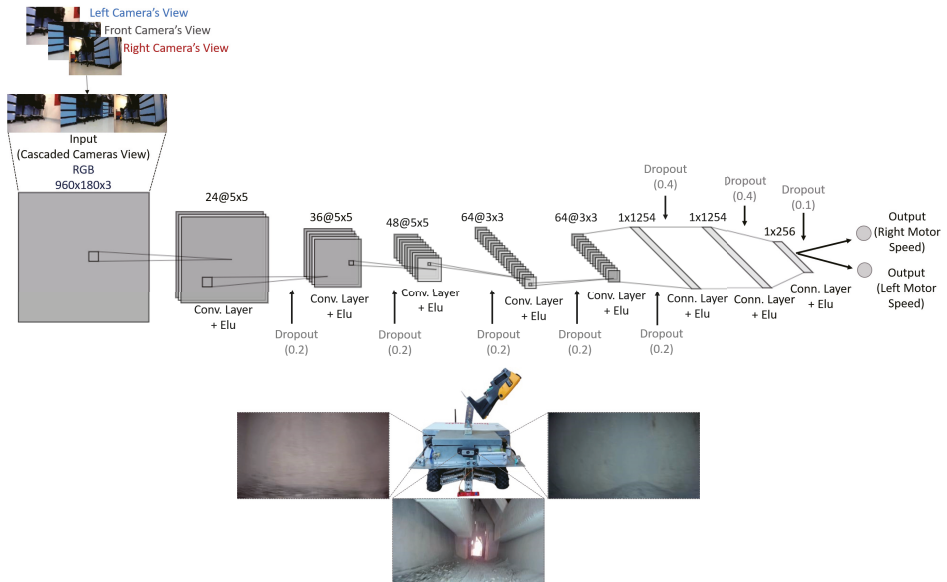 Left Camera's View
Front Camera's View
Right Camera's View
Input
(Cascaded Cameras View)
RGB
960x180x3
24@5x5
36@5x5
48@5x5
64@3x3
64@3x3
1x1254
1x1254
1x256
Dropout
(0.4)
Dropout
(0.4)
Dropout
(0.1)
Output
(Right Motor
Speed)
Output
(Left Motor
Speed)
Conv. Layer
+ Elu
Conv. Layer
+ Elu
Conv. Layer
+ Elu
Conv. Layer
+ Elu
Conv. Layer
+ Elu
Conn. Layer
+ Elu
Conn. Layer
+ Elu
Conn. Layer
+ Elu
Dropout
(0.2)
Dropout
(0.2)
Dropout
(0.2)
Dropout
(0.2)
Dropout
(0.2)